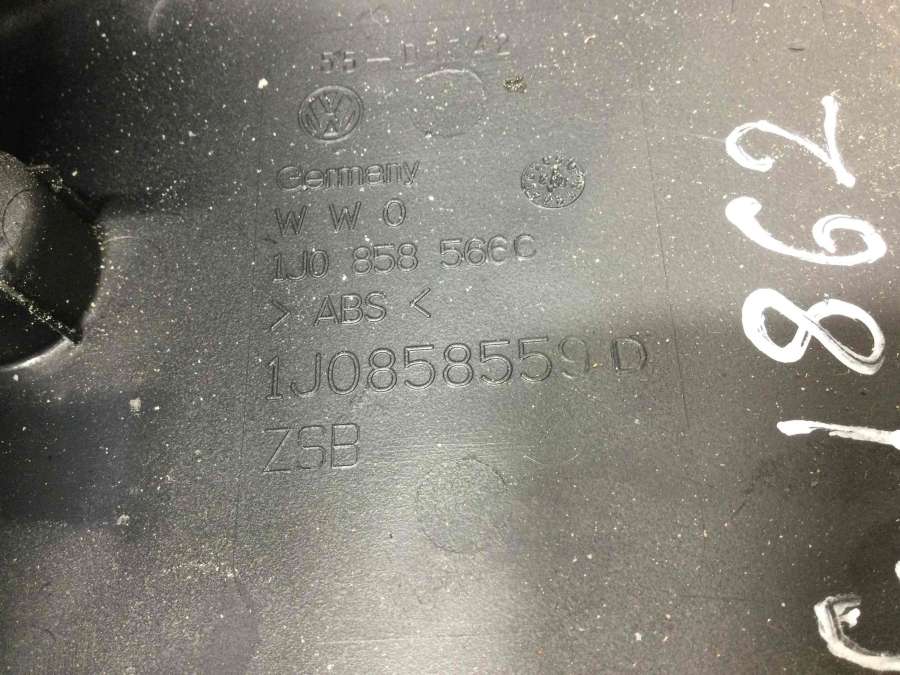 Germany
W W O
1J0 858 566C
> ABS <
1J0858559 D
ZSB
862